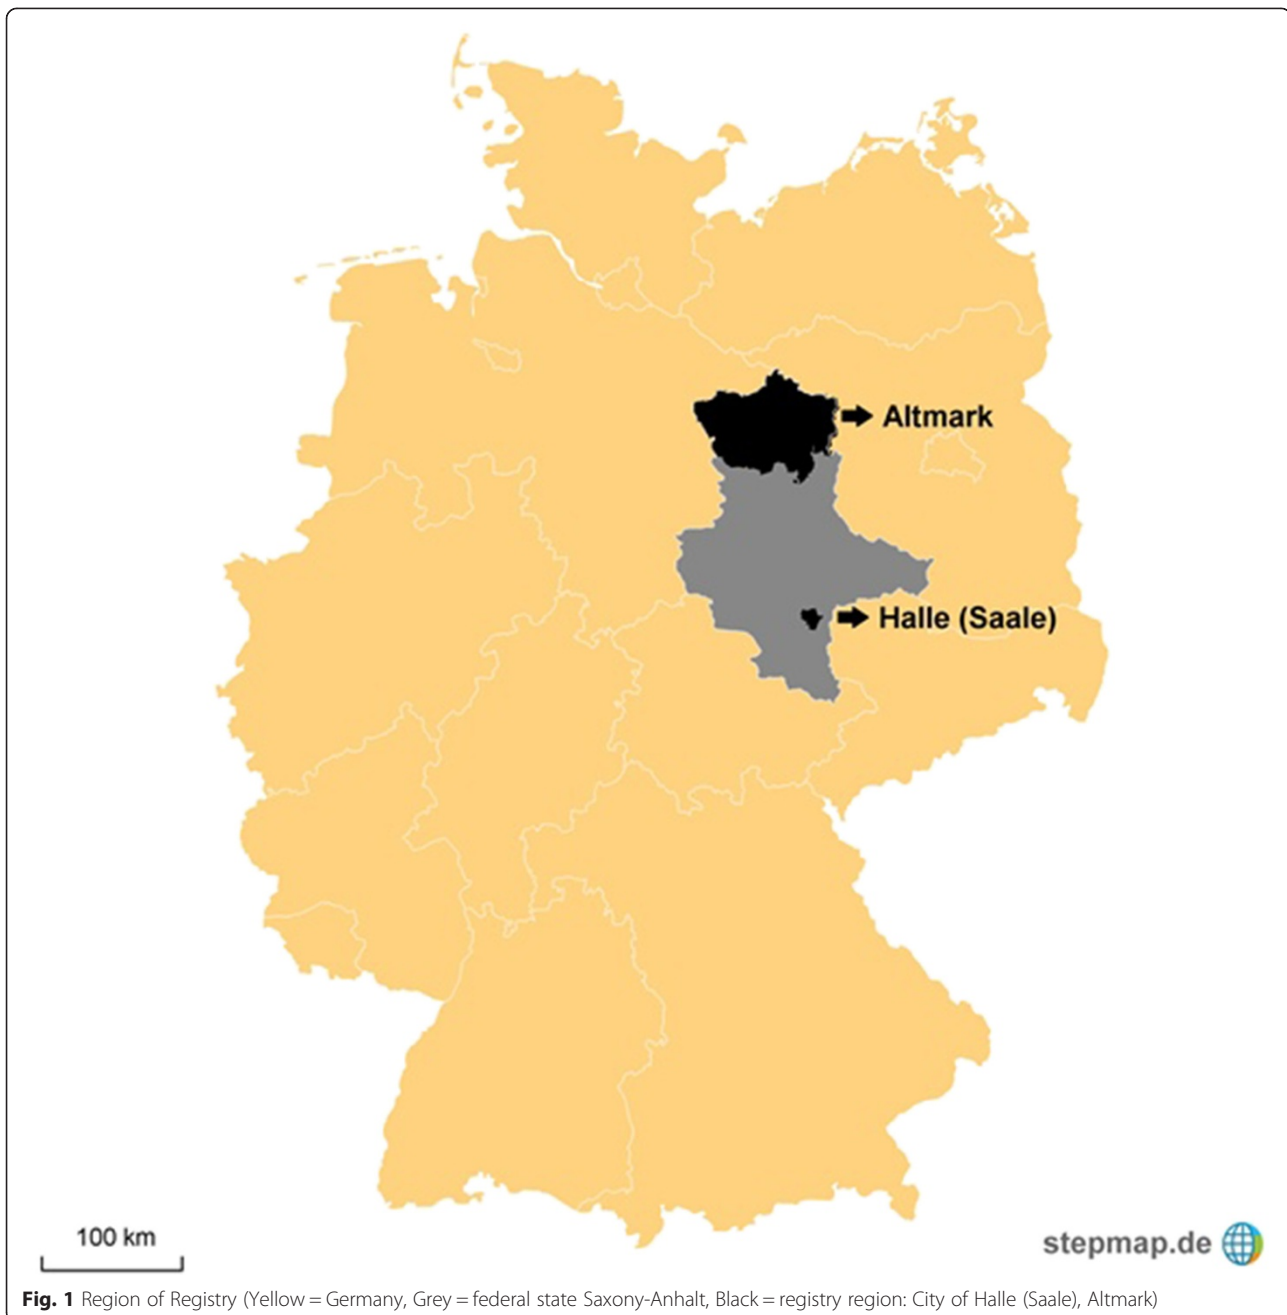 Altmark
Halle (Saale)
100 km
stepmap.de
Fig. 1 Region of Registry (Yellow = Germany, Grey = federal state Saxony-Anhalt, Black = registry region: City of Halle (Saale), Altmark)